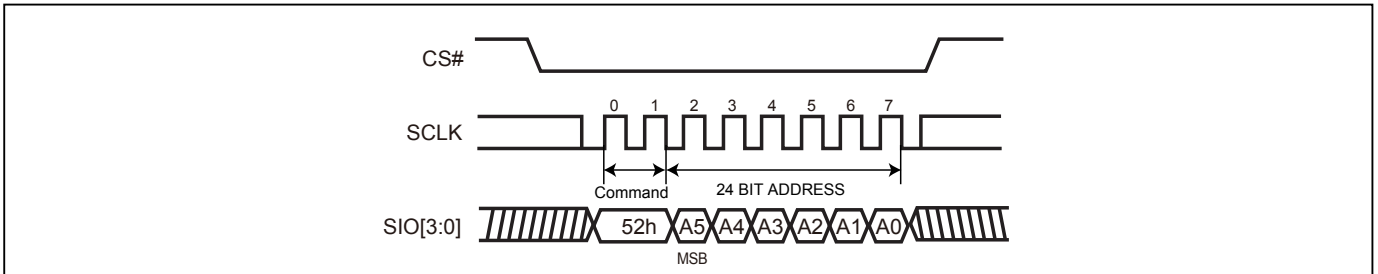 CS#
0 1 2 3 4 5 6 7
SCLK
Command 24 BIT ADDRESS
SIO[3:0] 52h A5 A4 A3 A2 A1 A0
MSB